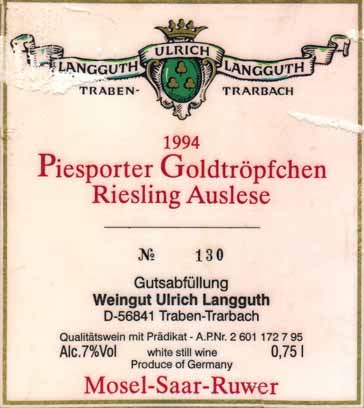 ULRICH
LANGGUTH LANGGUTH
TRABEN- TRARBACH
1994
Piesporter Goldtröpfchen
Riesling Auslese
№ 130
Gutsabfüllung
Weingut Ulrich Langguth
D-56841 Traben-Trarbach
Qualitätswein mit Prädikat - A.P.Nr. 2 601 172 7 95
Alc.7%Vol white still wine 0,75 l
Produce of Germany
Mosel-Saar-Ruwer